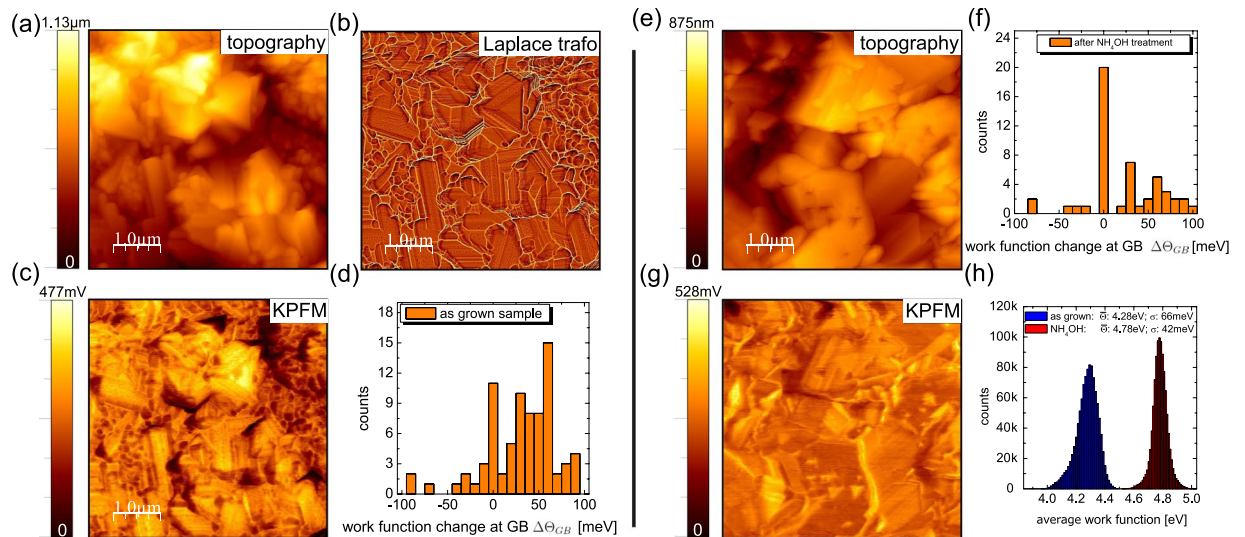 (a)
1.13μm
topography
1.0μm
0
(b)
Laplace trafo
1.0μm
(c)
477mV
KPFM
1.0μm
0
(d)
as grown sample
18
15
12
9
6
3
0
counts
-100 -50 0 50 100
work function change at GB ΔΘ_GB [meV]
(e)
875nm
topography
0
(f)
after NH₄OH treatment
24
20
16
12
8
4
0
counts
-100 -50 0 50 100
work function change at GB ΔΘ_GB [meV]
(g)
528mV
KPFM
0
(h)
as grown: Θ̄: 4.28eV; σ: 66meV
NH₄OH: Θ̄: 4.78eV; σ: 42meV
120k
100k
80k
60k
40k
20k
0
counts
4.0 4.2 4.4 4.6 4.8 5.0
average work function [eV]